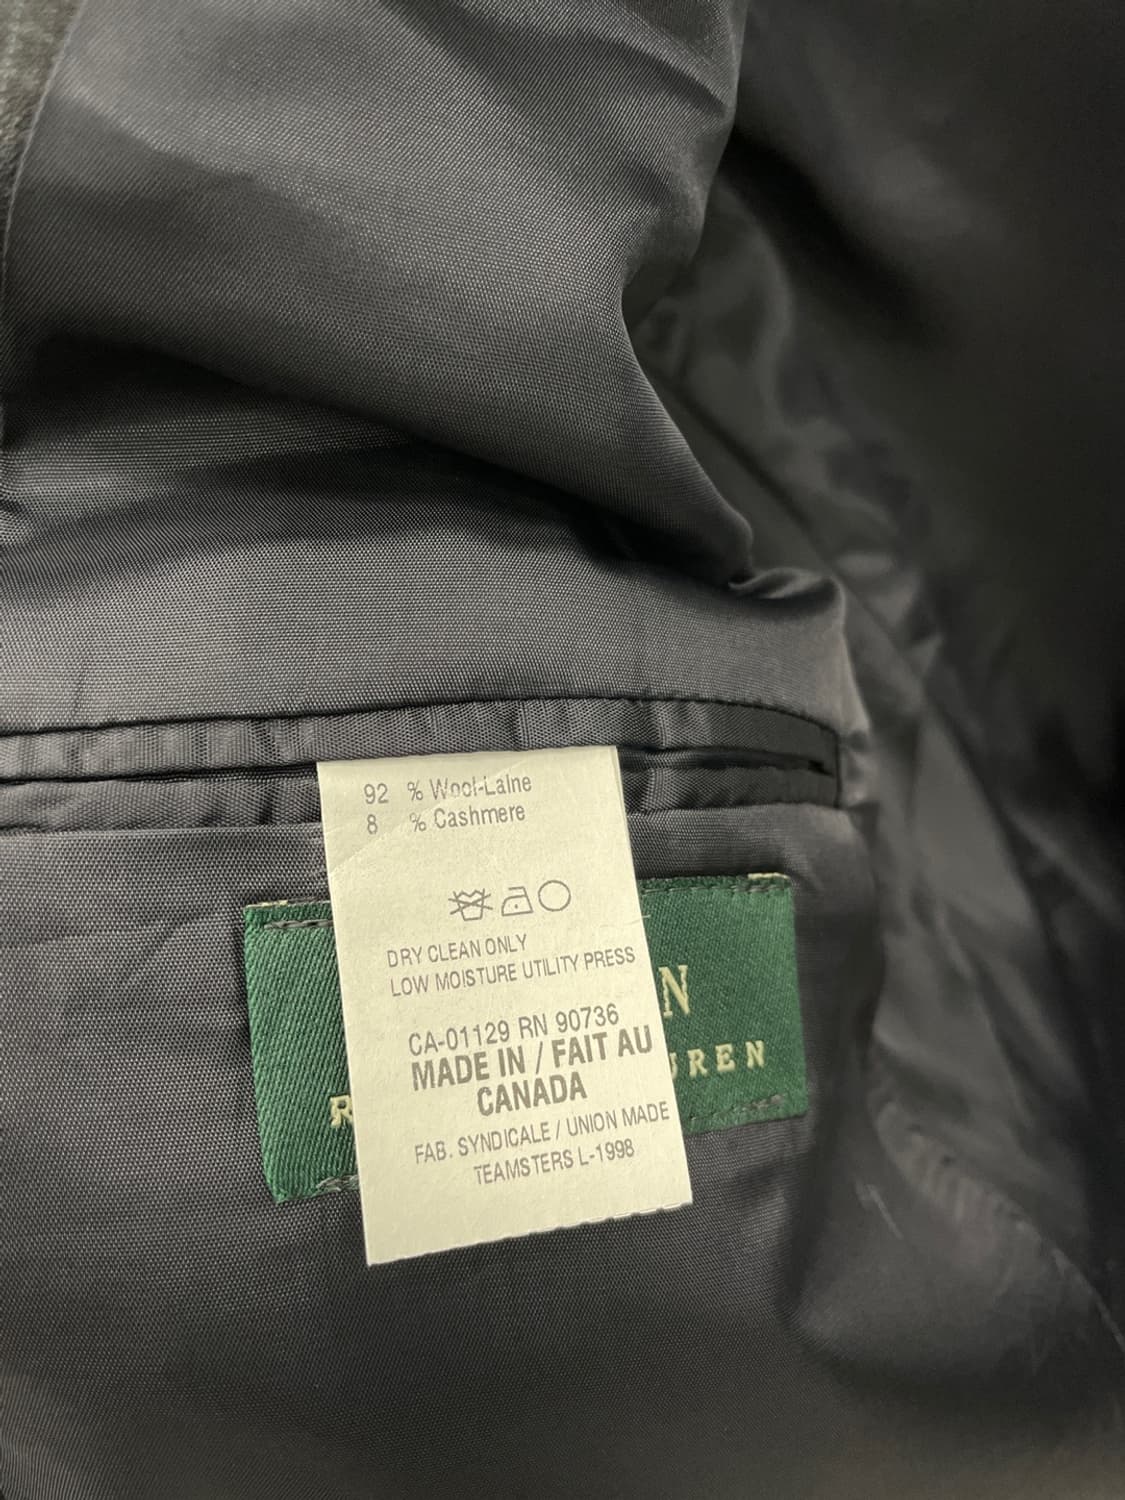 92 % Wool-Laine
8 % Cashmere
DRY CLEAN ONLY
LOW MOISTURE UTILITY PRESS
CA-01129 RN 90736
MADE IN / FAIT AU
CANADA
FAB. SYNDICALE / UNION MADE
TEAMSTERS L-1998
N
R UREN